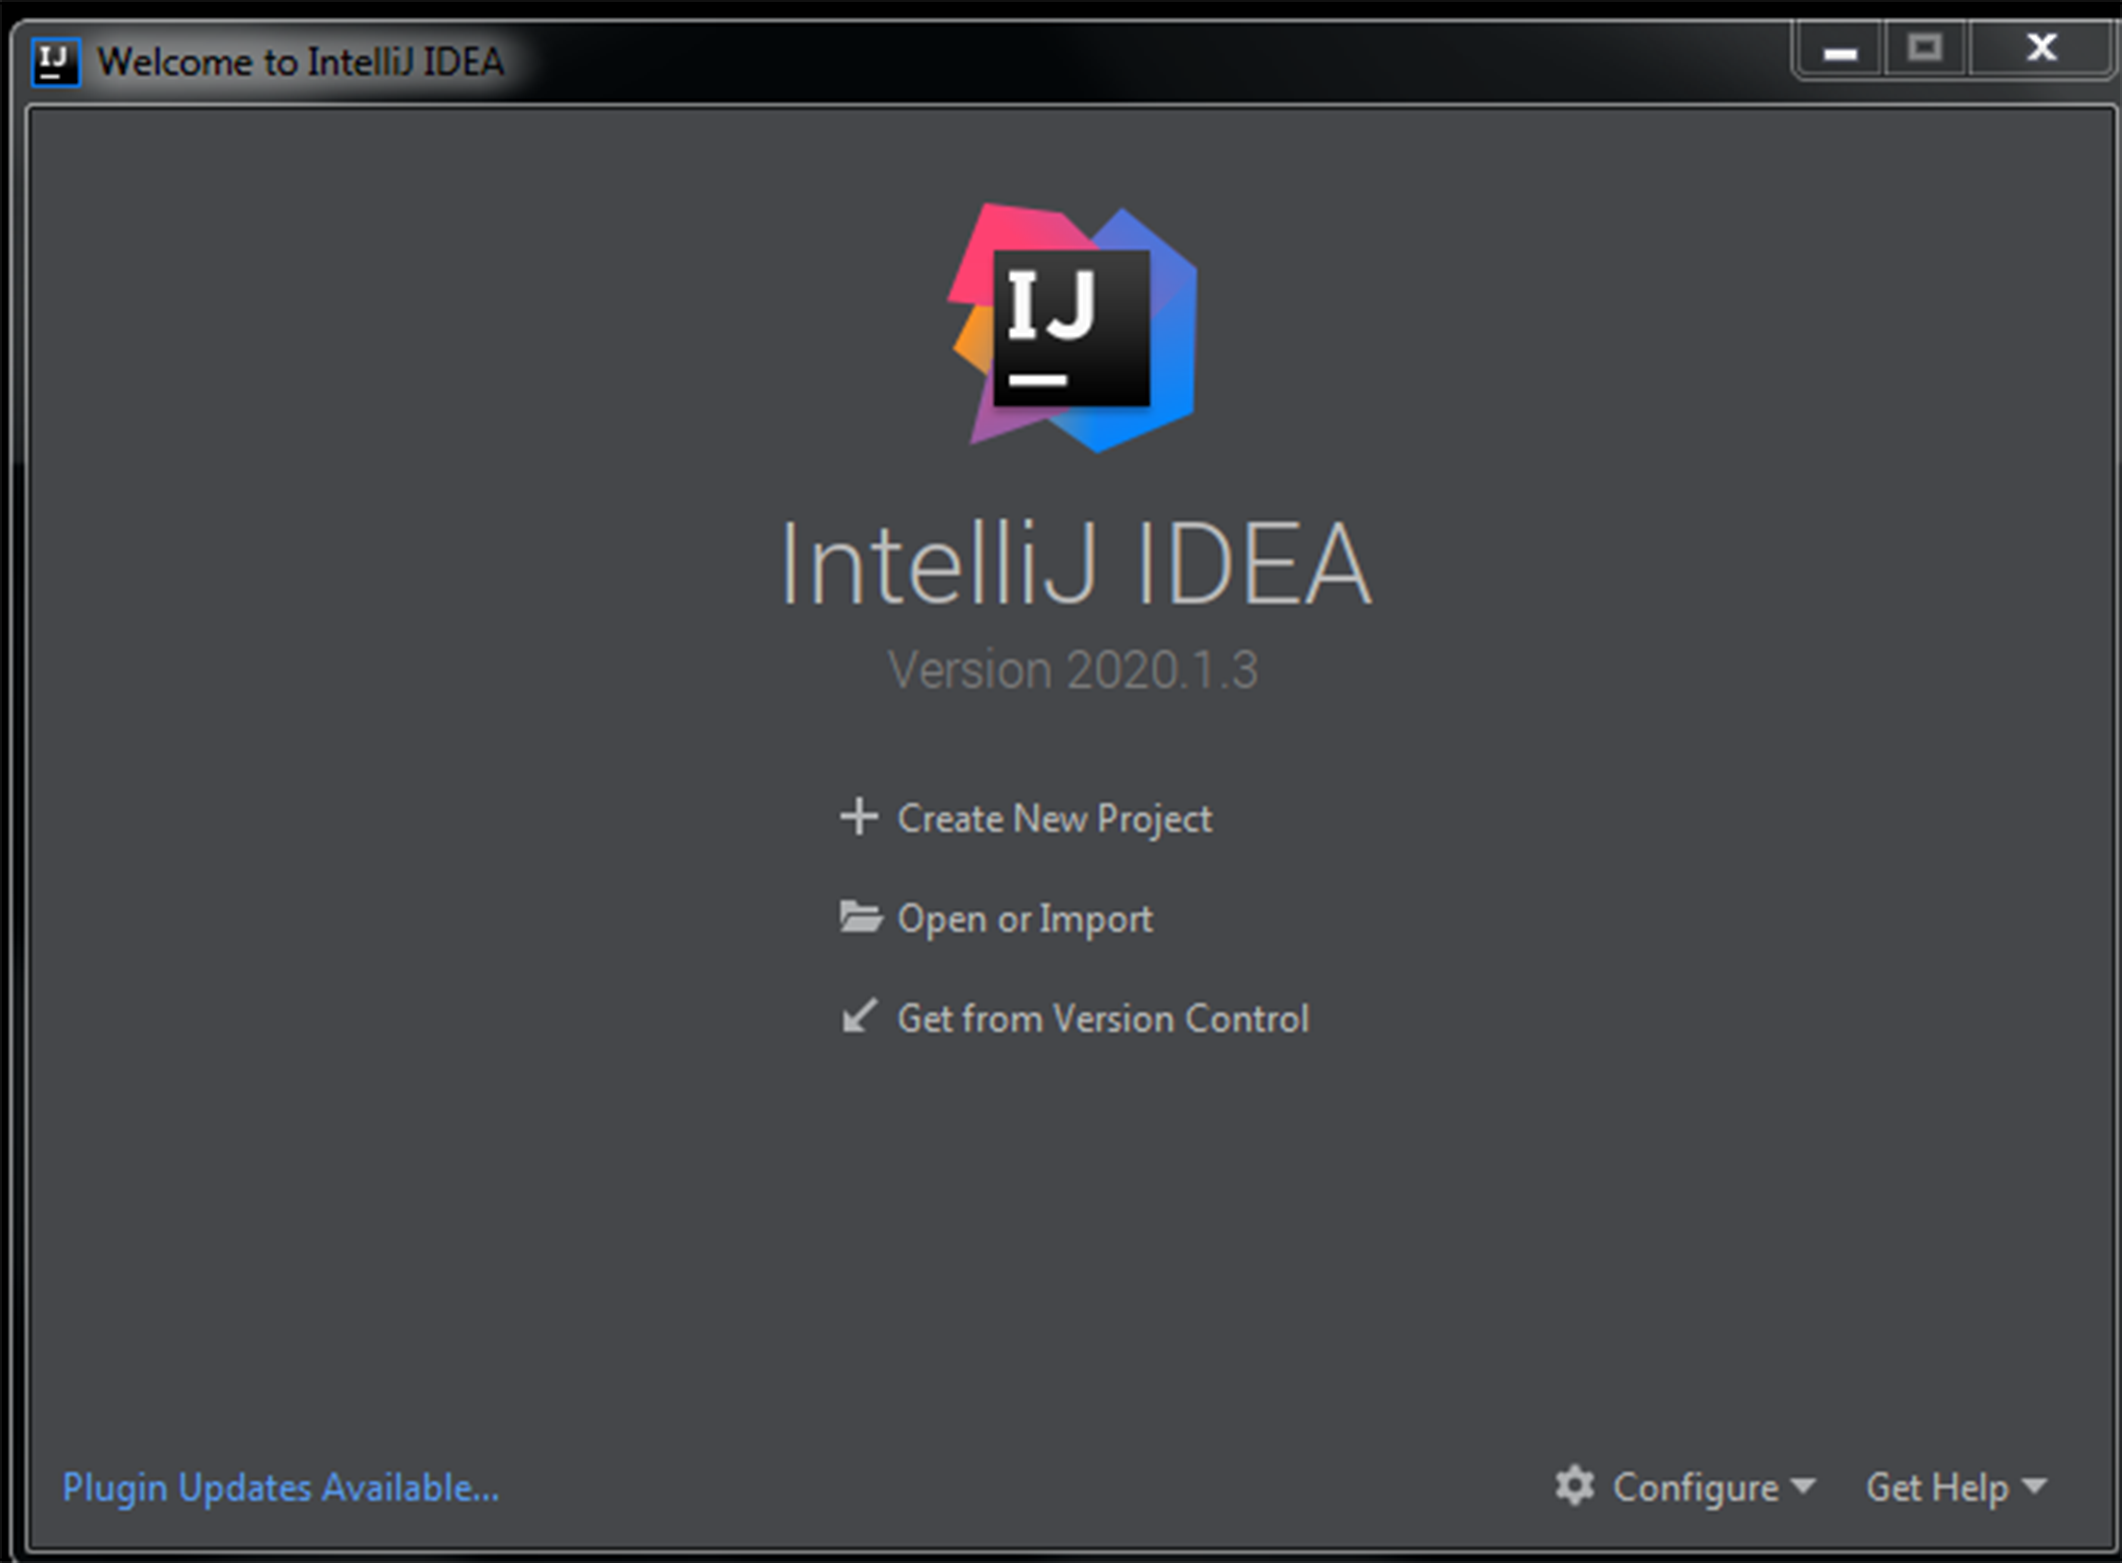 IJ
Welcome to IntelliJ IDEA
IJ
IntelliJ IDEA
Version 2020.1.3
Create New Project
Open or Import
Get from Version Control
Plugin Updates Available...
Configure
Get Help